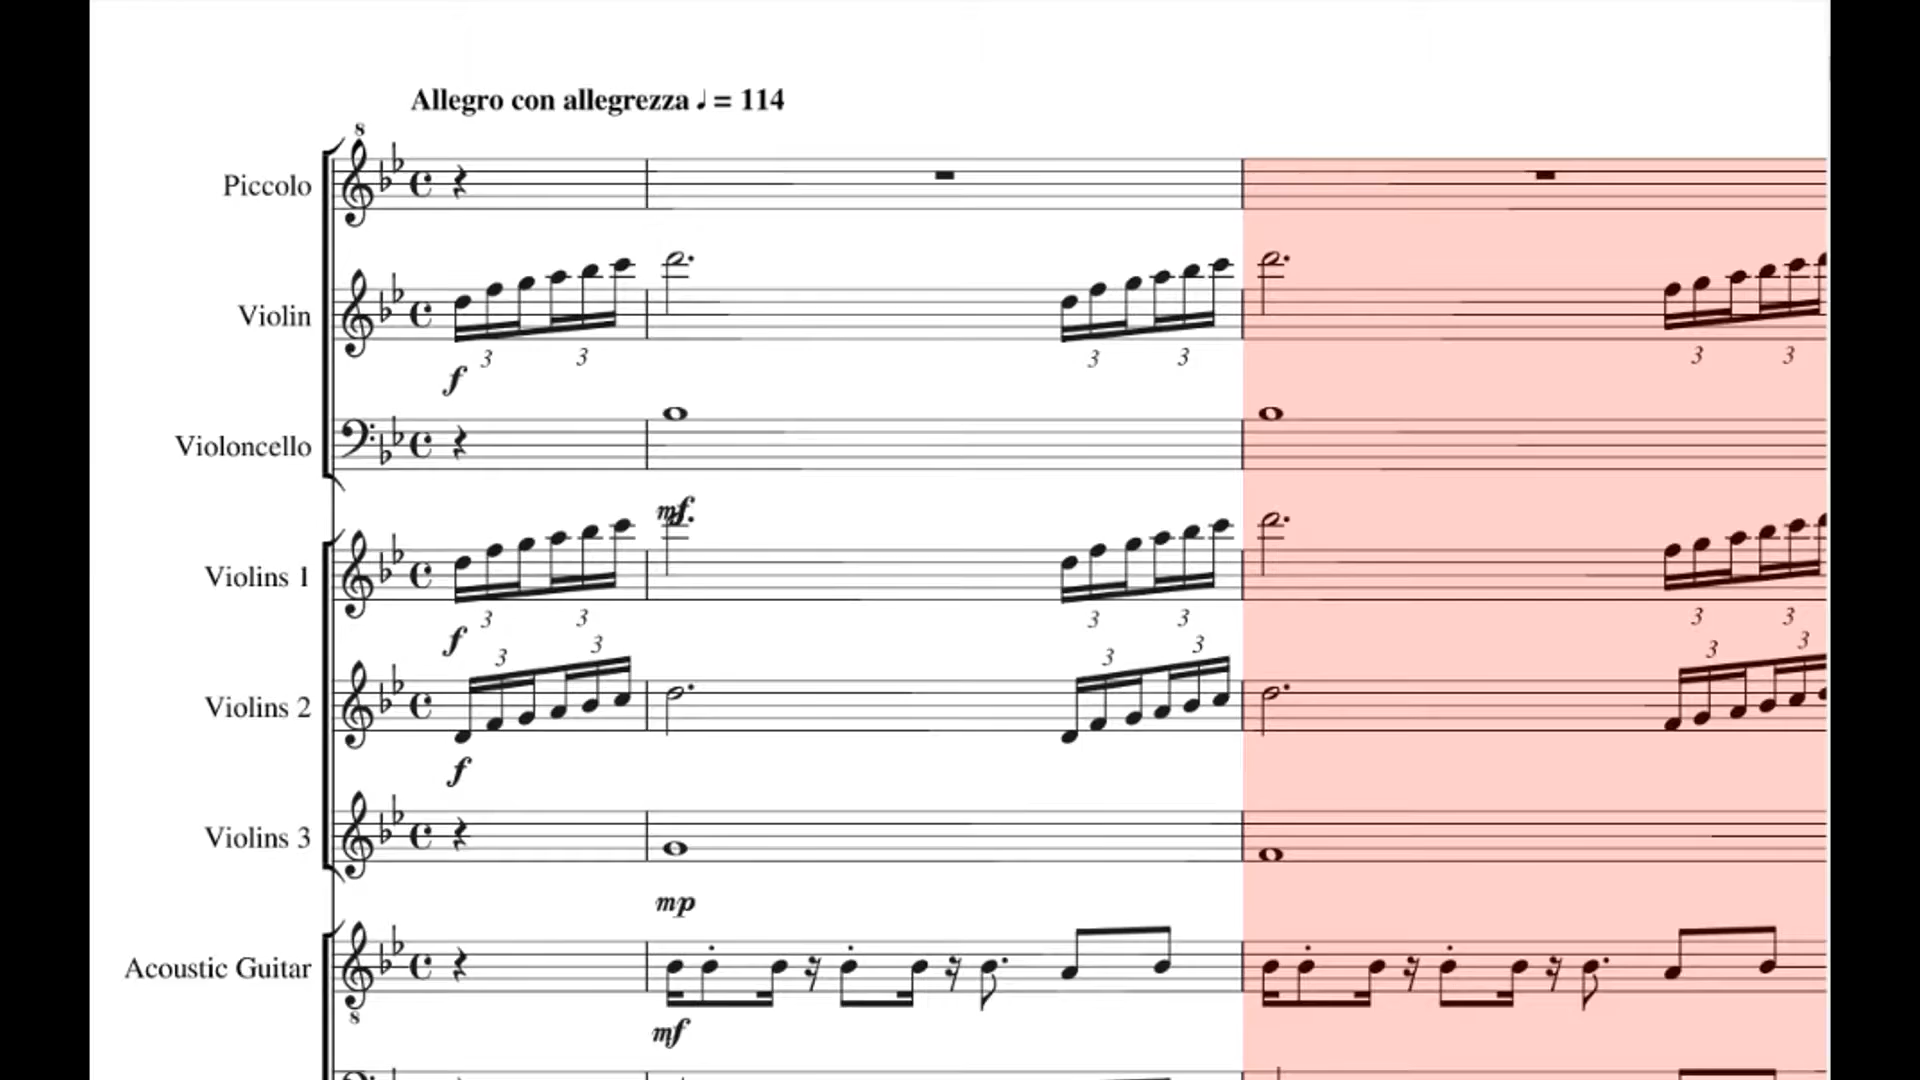 Allegro con allegrezza ♩ = 114
8
Piccolo
Violin
3 3 3 3 3 3
f
Violoncello
mf
Violins 1
3 3 3 3 3 3
f
3 3 3 3 3 3
Violins 2
f
Violins 3
mp
Acoustic Guitar
8
mf